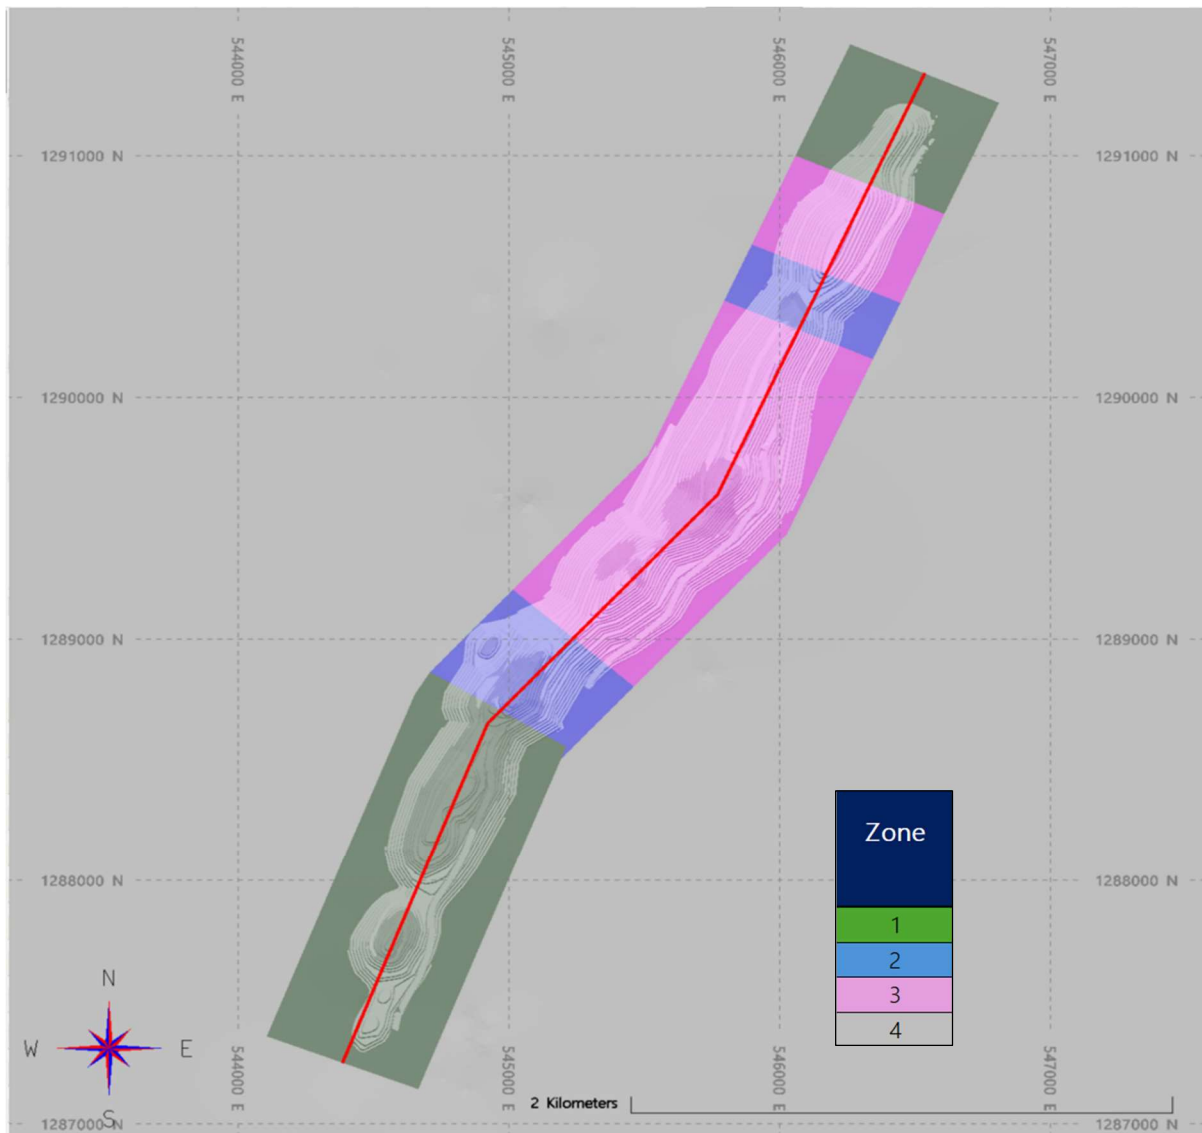 544000 E
545000 E
546000 E
547000 E
1291000 N
1291000 N
1290000 N
1290000 N
1289000 N
1289000 N
1288000 N
1288000 N
Zone
1
2
3
4
N
W
E
S
544000 E
545000 E
546000 E
547000 E
2 Kilometers
1287000 N
1287000 N